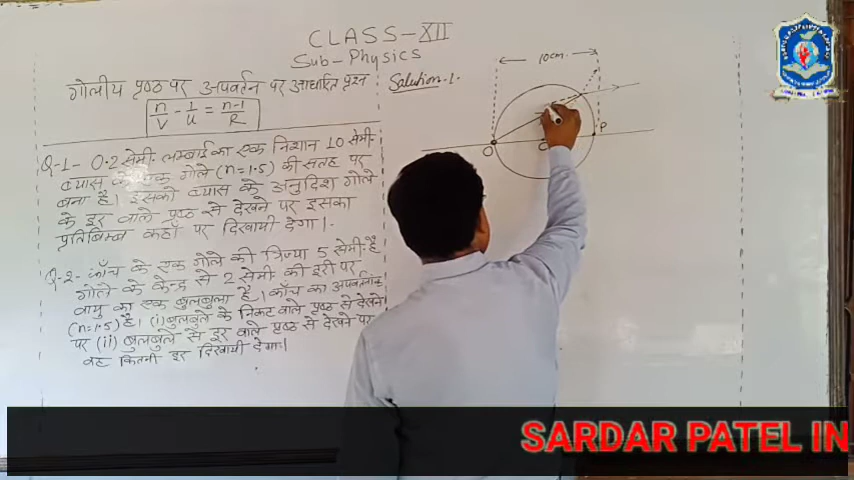 CLASS-XII
Sub-Physics
गोलीय पृष्ठ पर अपवर्तन पर आधारित प्रश्न
n/V - 1/u = n-1/R
Q-1- 0.2 सेमी. लम्बाई का एक निशान 10 सेमी.
व्यास के एक गोले (n=1.5) की सतह पर
बना है। इसको व्यास के अनुदिश गोले
के दूर वाले पृष्ठ से देखने पर इसका
प्रतिबिम्ब कहाँ पर दिखायी देगा।
Q-2- काँच के एक गोले की त्रिज्या 5 सेमी. है
गोले के केन्द्र से 2 सेमी की दूरी पर
वायु का एक बुलबुला है। काँच का अपवर्तनांक
(n=1.5) है। (i) बुलबुले के निकट वाले पृष्ठ से देखने
पर (ii) बुलबुले से दूर वाले पृष्ठ से देखने पर
वह कितनी दूर दिखायी देगा।
Solution-1.
10cm.
O
P
SARDAR PATEL IN